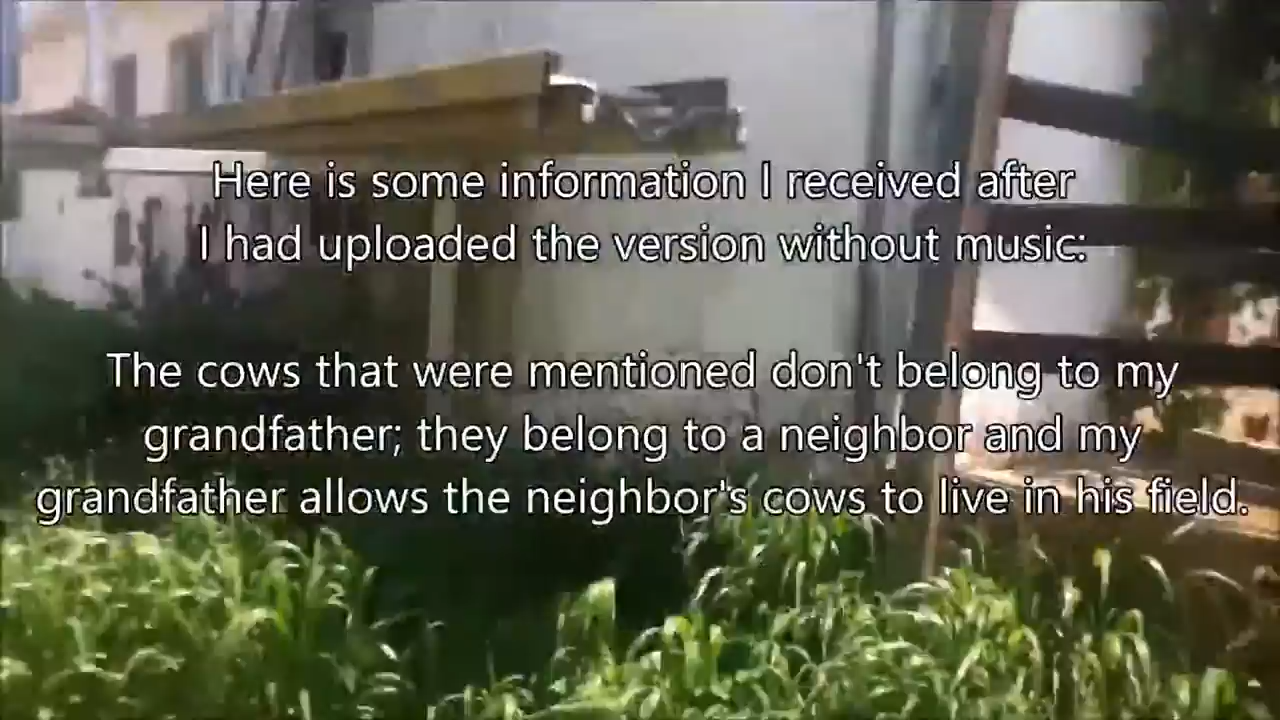 Here is some information I received after
I had uploaded the version without music:
The cows that were mentioned don't belong to my
grandfather; they belong to a neighbor and my
grandfather allows the neighbor's cows to live in his field.